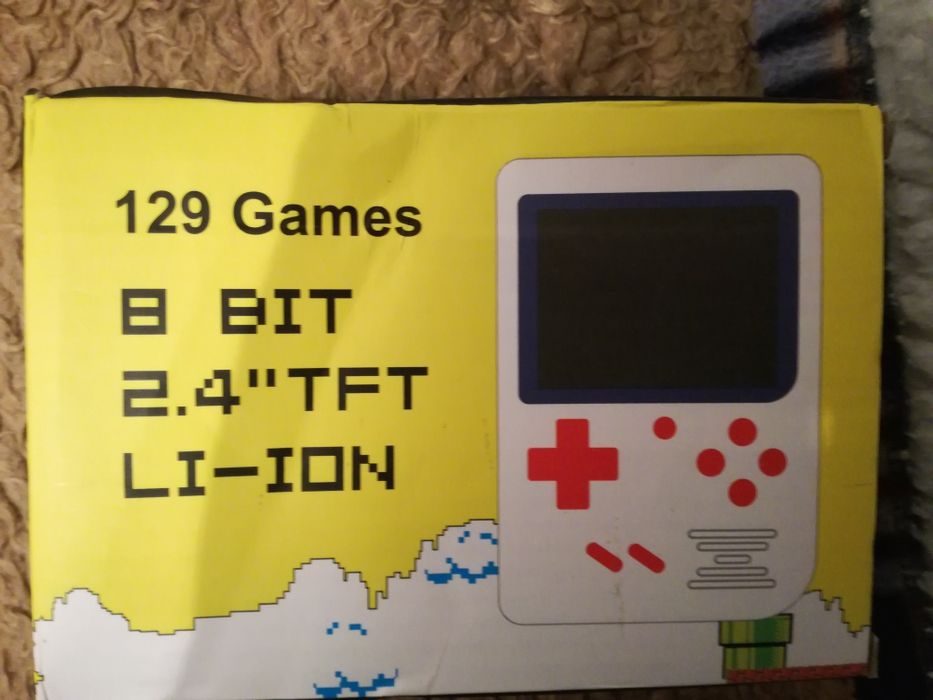 129 Games
8 BIT
2.4"TFT
LI-ION